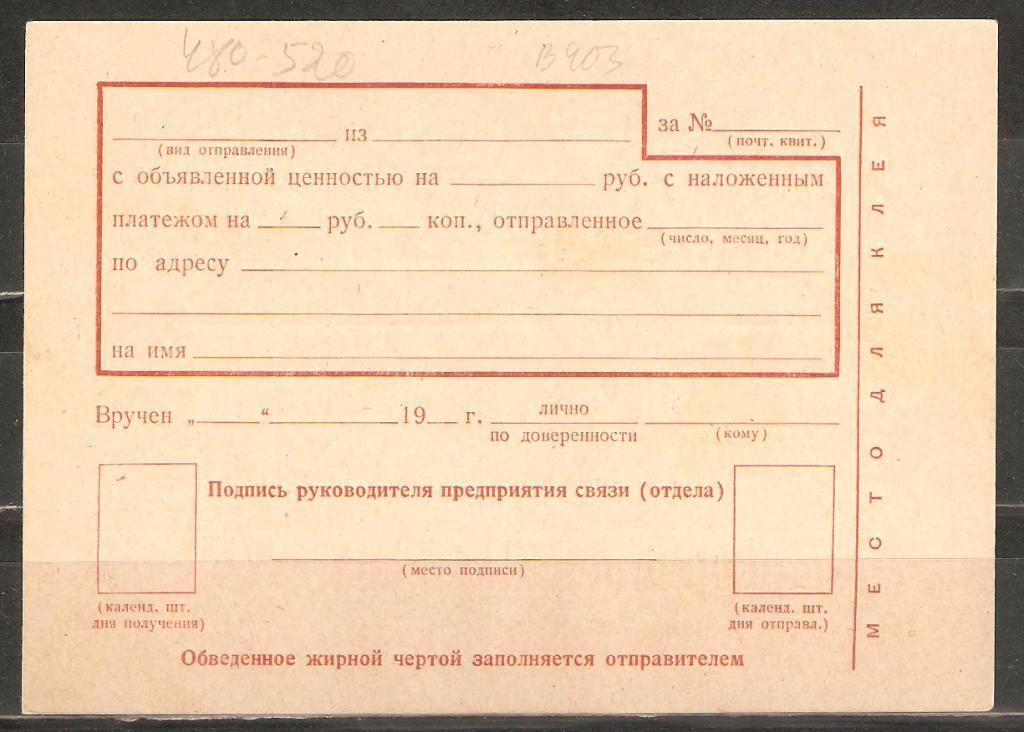 480-520 В403
из за №
(вид отправления) (почт. квит.)
с объявленной ценностью на руб. с наложенным
платежом на руб. коп., отправленное
(число, месяц, год)
по адресу
на имя
Вручен „ “ 19 г. лично
по доверенности (кому)
Подпись руководителя предприятия связи (отдела)
(место подписи)
(календ. шт.
дня получения)
(календ. шт.
дня отправл.)
Обведенное жирной чертой заполняется отправителем
МЕСТО ДЛЯ КЛЕЯ